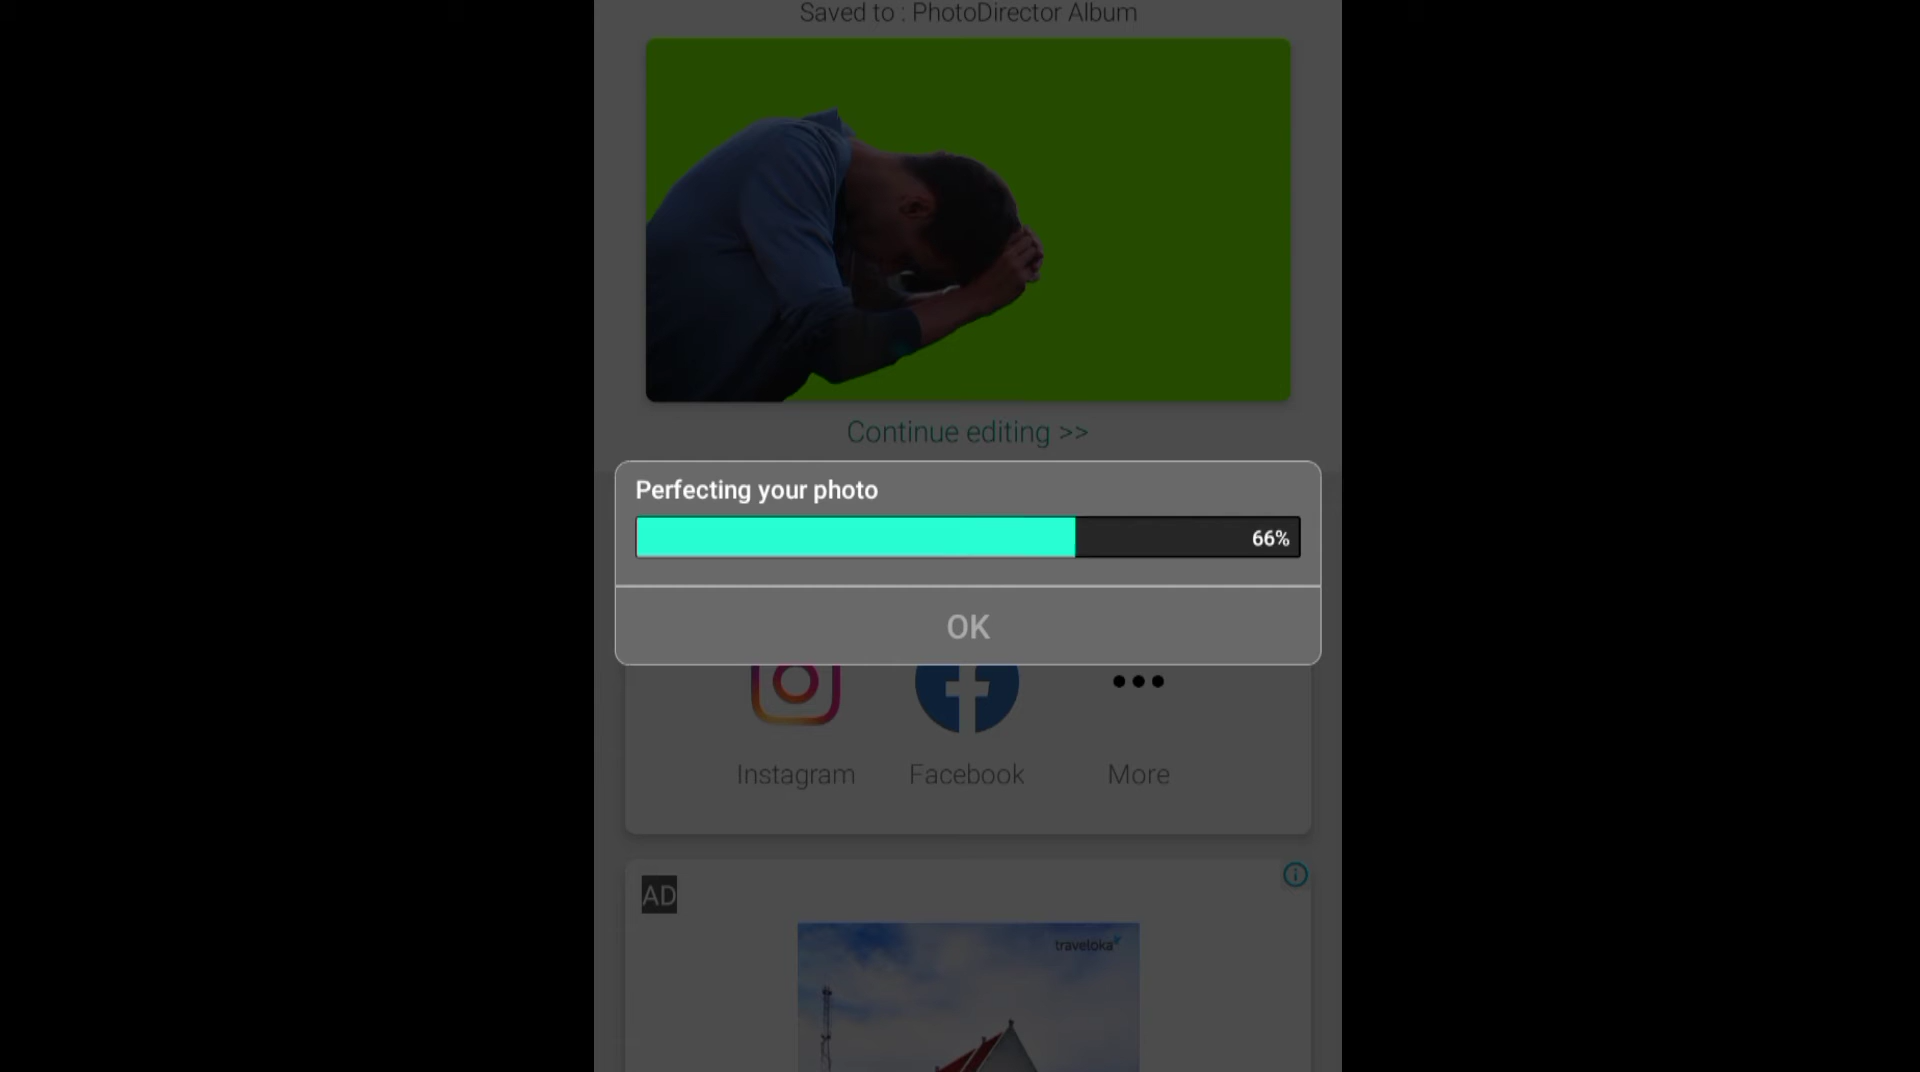 Saved to : PhotoDirector Album
Continue editing >>
Perfecting your photo
66%
OK
Instagram
Facebook
More
AD
traveloka